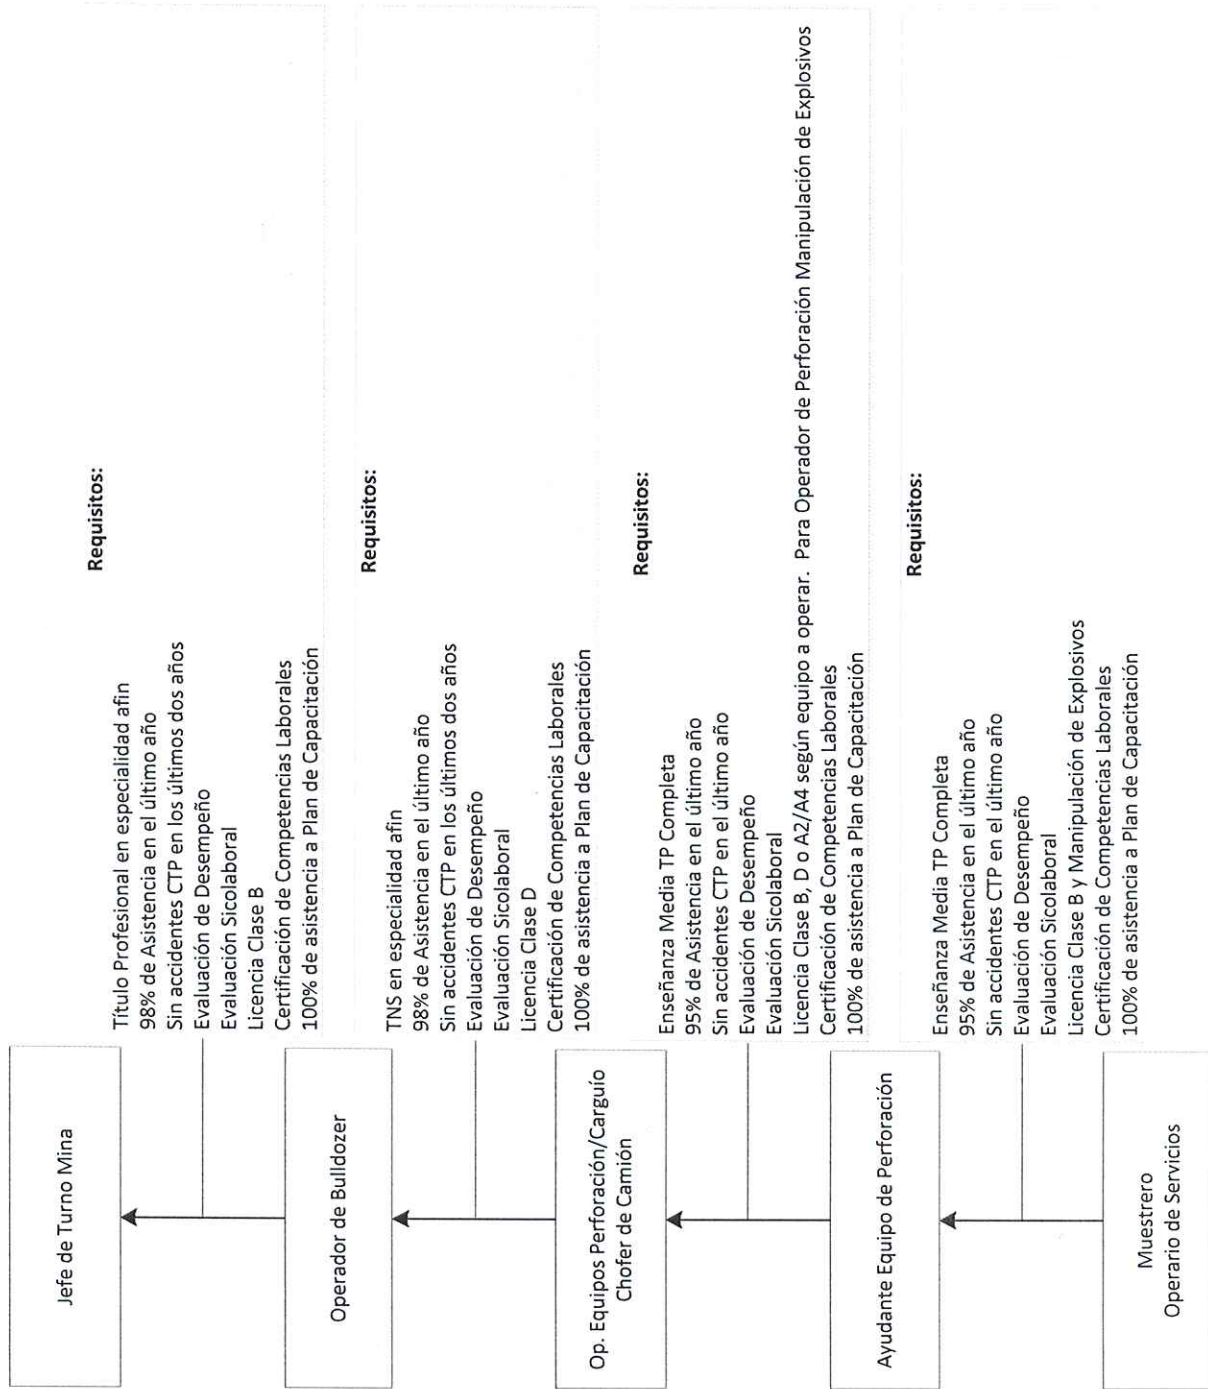 Jefe de Turno Mina
Requisitos:
Título Profesional en especialidad afin
98% de Asistencia en el último año
Sin accidentes CTP en los últimos dos años
Evaluación de Desempeño
Evaluación Sicolaboral
Licencia Clase B
Certificación de Competencias Laborales
100% de asistencia a Plan de Capacitación
Operador de Bulldozer
Requisitos:
TNS en especialidad afin
98% de Asistencia en el último año
Sin accidentes CTP en los últimos dos años
Evaluación de Desempeño
Evaluación Sicolaboral
Licencia Clase D
Certificación de Competencias Laborales
100% de asistencia a Plan de Capacitación
Op. Equipos Perforación/Carguío
Chofer de Camión
Requisitos:
Enseñanza Media TP Completa
95% de Asistencia en el último año
Sin accidentes CTP en el último año
Evaluación de Desempeño
Evaluación Sicolaboral
Licencia Clase B, D o A2/A4 según equipo a operar. Para Operador de Perforación Manipulación de Explosivos
Certificación de Competencias Laborales
100% de asistencia a Plan de Capacitación
Ayudante Equipo de Perforación
Requisitos:
Enseñanza Media TP Completa
95% de Asistencia en el último año
Sin accidentes CTP en el último año
Evaluación de Desempeño
Evaluación Sicolaboral
Licencia Clase B y Manipulación de Explosivos
Certificación de Competencias Laborales
100% de asistencia a Plan de Capacitación
Muestrero
Operario de Servicios